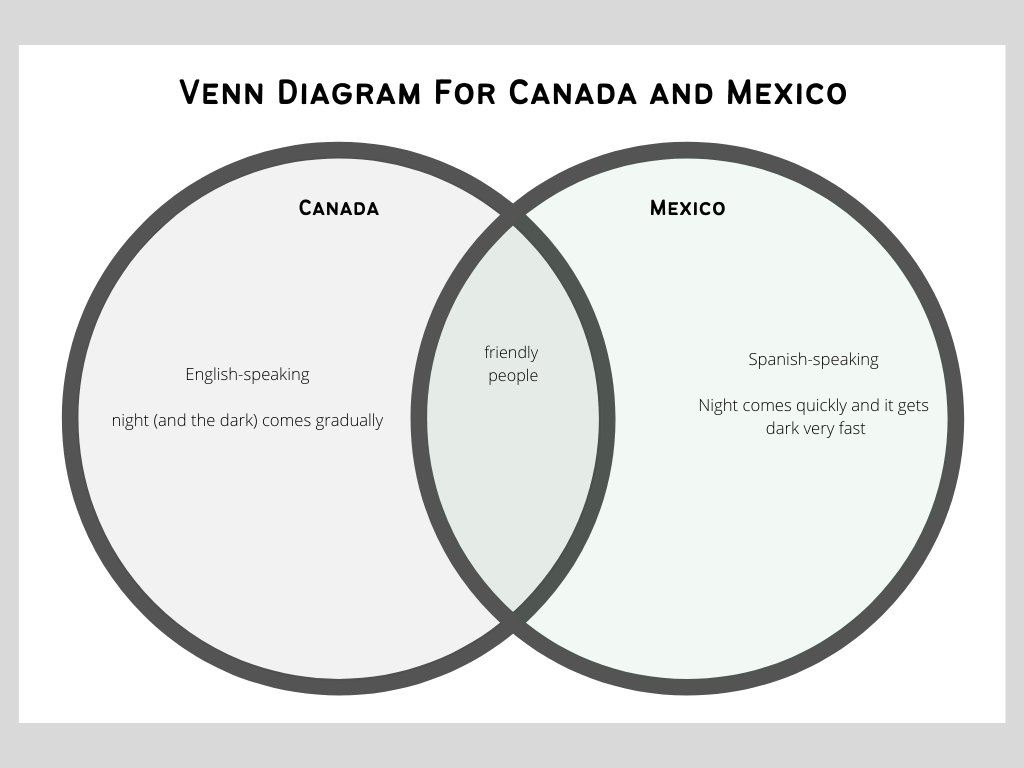 Venn Diagram For Canada and Mexico
Canada
English-speaking
night (and the dark) comes gradually
friendly
people
Mexico
Spanish-speaking
Night comes quickly and it gets
dark very fast